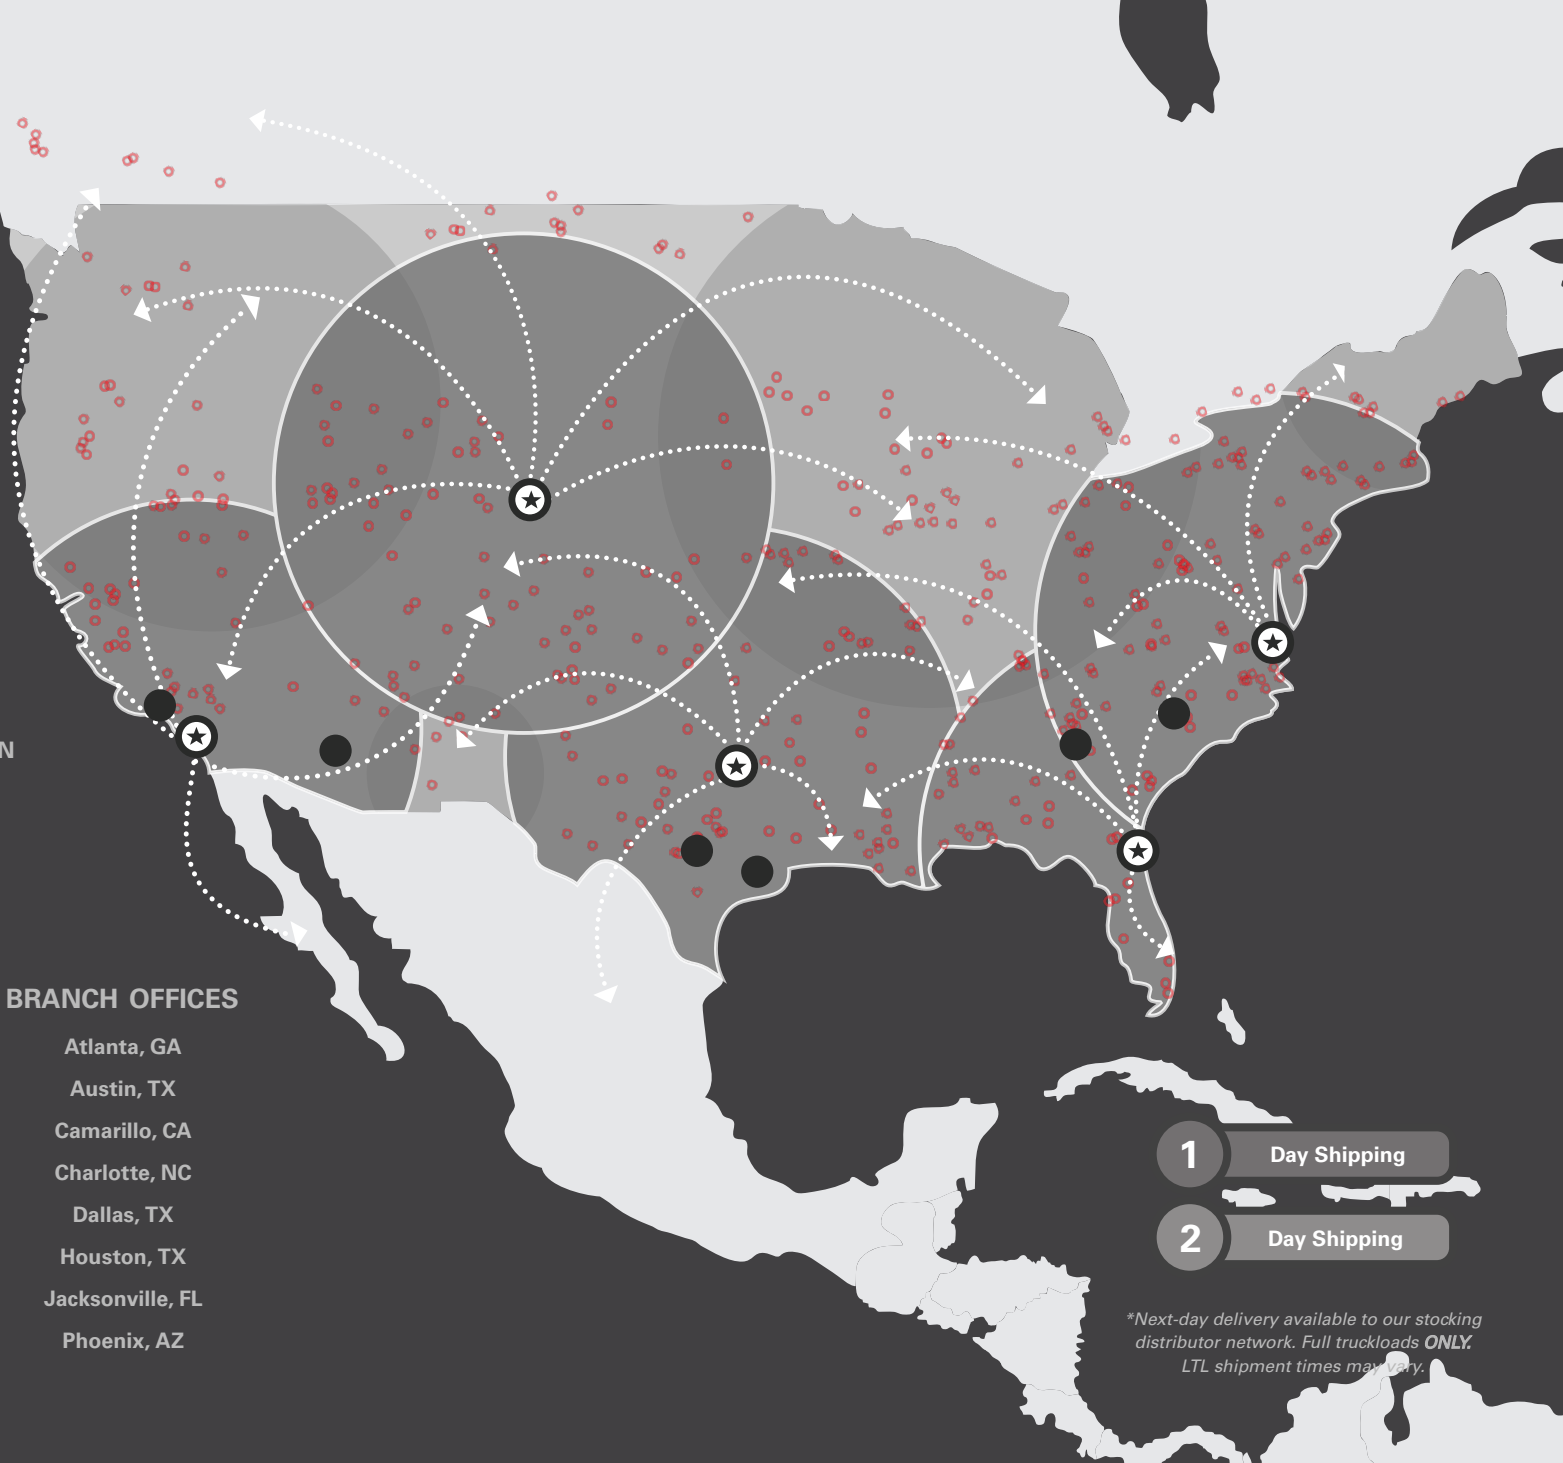 N
BRANCH OFFICES
Atlanta, GA
Austin, TX
Camarillo, CA
Charlotte, NC
Dallas, TX
Houston, TX
Jacksonville, FL
Phoenix, AZ
1 Day Shipping
2 Day Shipping
*Next-day delivery available to our stocking
distributor network. Full truckloads ONLY.
LTL shipment times may vary.